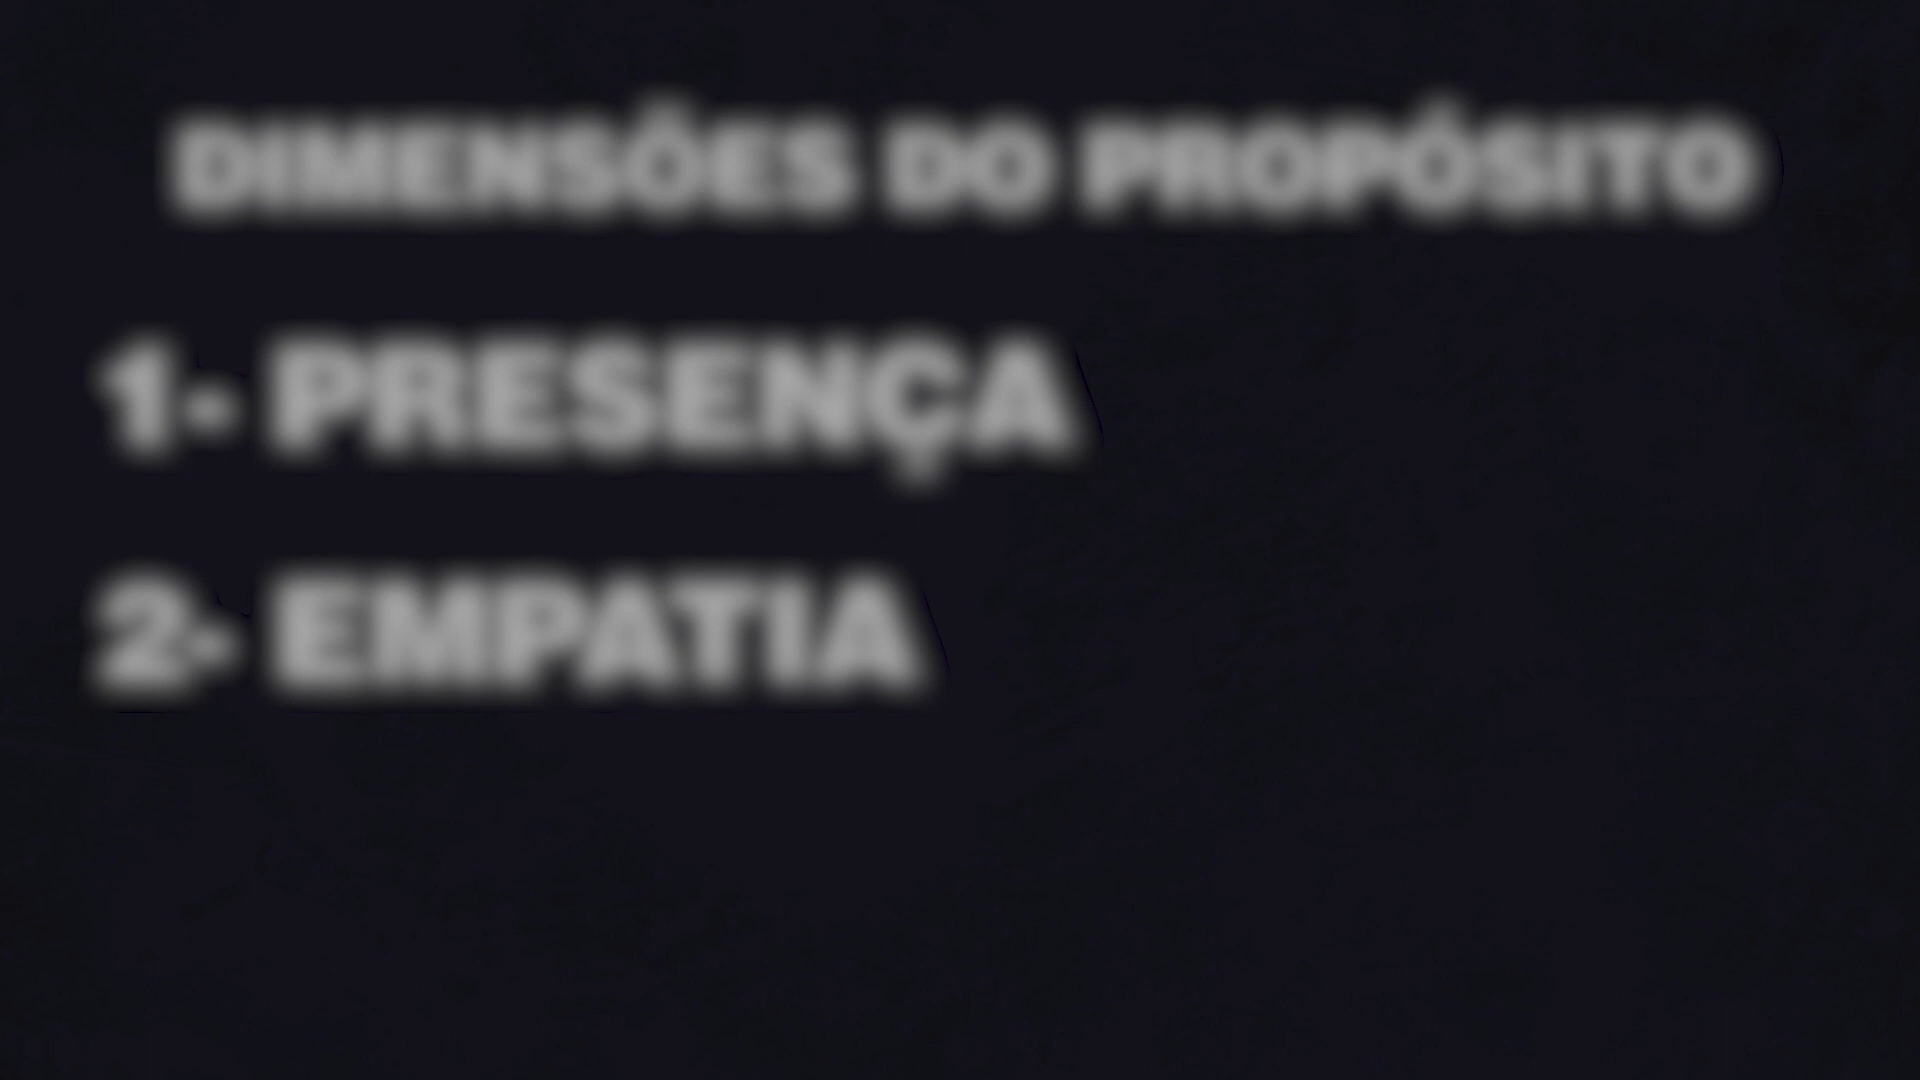 DIMENSÕES DO PROPÓSITO
1- PRESENÇA
2- EMPATIA